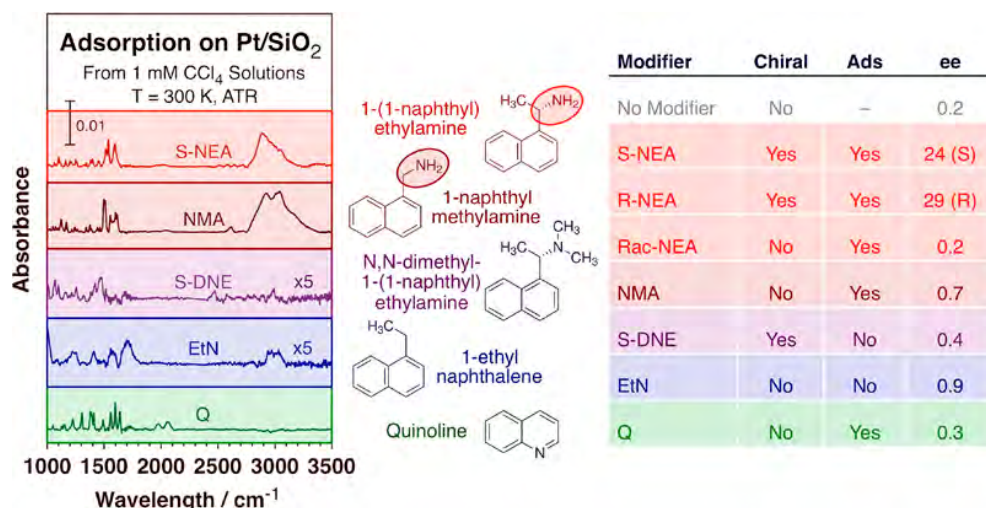 Adsorption on Pt/SiO2
From 1 mM CCl4 Solutions
T = 300 K, ATR
0.01
S-NEA
NMA
S-DNE
x5
EtN
x5
Q
Absorbance
1000 1500 2000 2500 3000 3500
Wavelength / cm-1
1-(1-naphthyl)
ethylamine
H3C
NH2
NH2
1-naphthyl
methylamine
N,N-dimethyl-
1-(1-naphthyl)
ethylamine
CH3
H3C
N
CH3
H3C
1-ethyl
naphthalene
Quinoline
N
Modifier Chiral Ads ee
No Modifier No – 0.2
S-NEA Yes Yes 24 (S)
R-NEA Yes Yes 29 (R)
Rac-NEA No Yes 0.2
NMA No Yes 0.7
S-DNE Yes No 0.4
EtN No No 0.9
Q No Yes 0.3